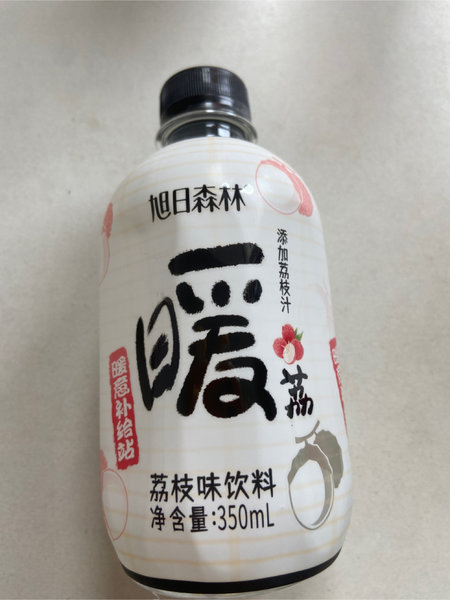 旭日森林
添加荔枝汁
暖荔
暖意补给站
荔枝味饮料
净含量:350mL